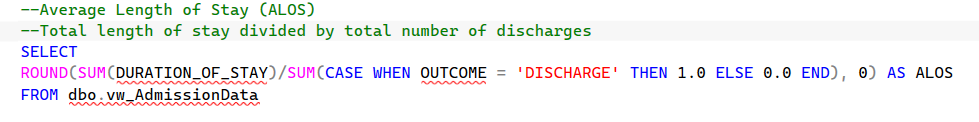 --Average Length of Stay (ALOS)
--Total length of stay divided by total number of discharges
SELECT
ROUND(SUM(DURATION_OF_STAY)/SUM(CASE WHEN OUTCOME = 'DISCHARGE' THEN 1.0 ELSE 0.0 END), 0) AS ALOS
FROM dbo.vw_AdmissionData